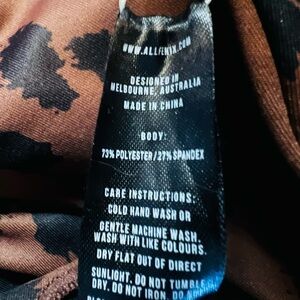 WWW.ALLFENIX.COM
DESIGNED IN
MELBOURNE, AUSTRALIA
MADE IN CHINA
BODY:
73% POLYESTER/27% SPANDEX
CARE INSTRUCTIONS:
COLD HAND WASH OR
GENTLE MACHINE WASH.
WASH WITH LIKE COLOURS.
DRY FLAT OUT OF DIRECT
SUNLIGHT. DO NOT TUMBLE
DRY. DO NOT IRON. DO